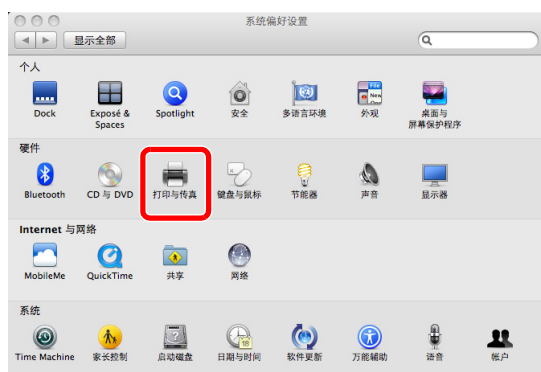 系统偏好设置
显示全部
个人
Dock Exposé & Spaces Spotlight 安全 多语言环境 外观 桌面与 屏幕保护程序
硬件
Bluetooth CD 与 DVD 打印与传真 键盘与鼠标 节能器 声音 显示器
Internet 与网络
MobileMe QuickTime 共享 网络
系统
Time Machine 家长控制 启动磁盘 日期与时间 软件更新 万能辅助 语音 帐户